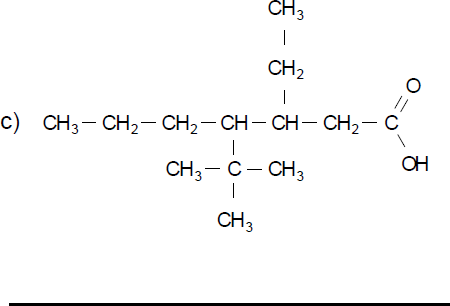 CH₃
CH₂
O
c) CH₃ — CH₂ — CH₂ — CH — CH — CH₂ — C
CH₃ — C — CH₃
OH
CH₃